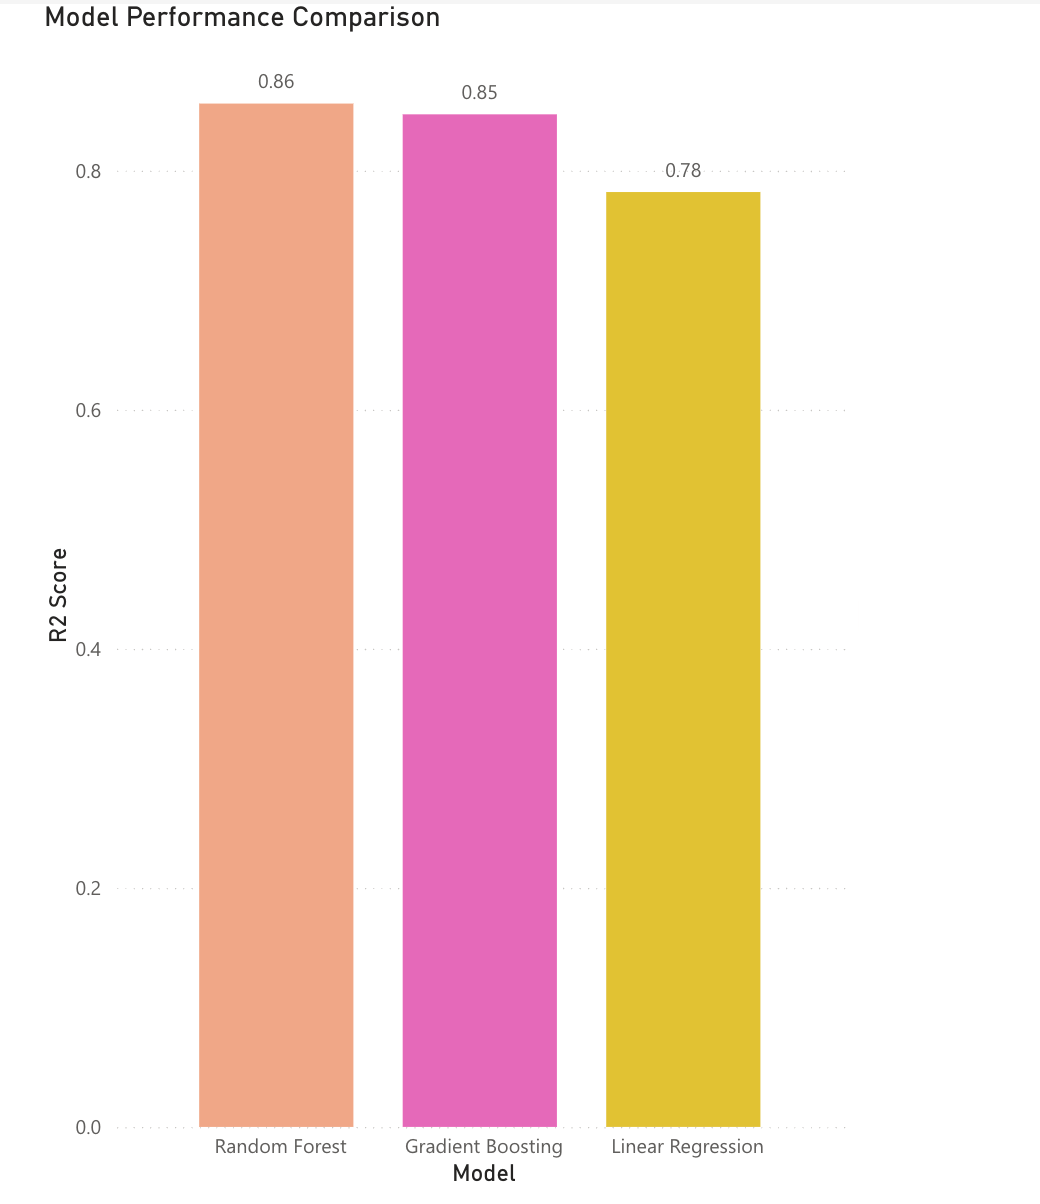 Model Performance Comparison
0.86
0.85
0.78
0.8
0.6
0.4
0.2
0.0
R2 Score
Random Forest
Gradient Boosting
Linear Regression
Model